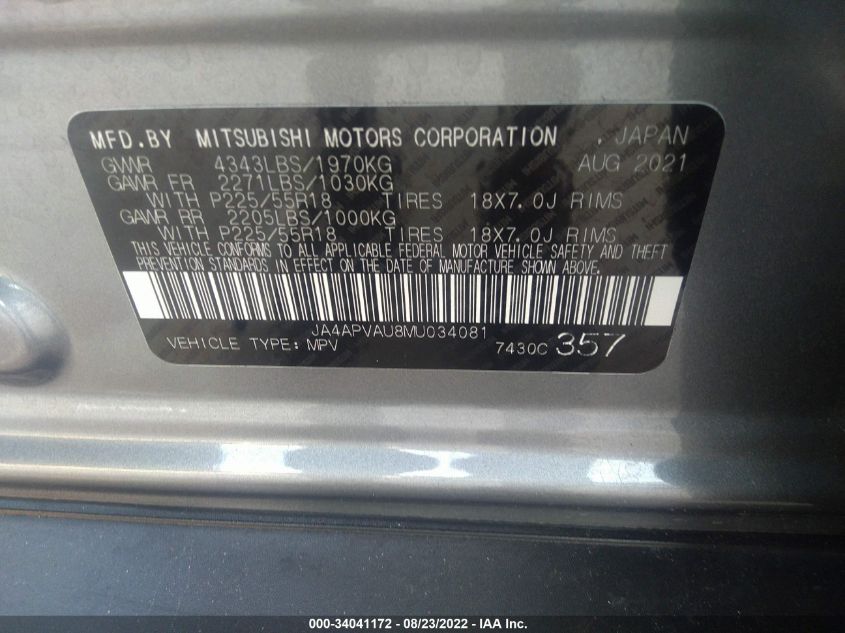 MFD.BY MITSUBISHI MOTORS CORPORATION . JAPAN
GVWR 4343LBS/1970KG AUG 2021
GAWR FR 2271LBS/1030KG
WITH P225/55R18 TIRES 18X7.0J RIMS
GAWR RR 2205LBS/1000KG
WITH P225/55R18 TIRES 18X7.0J RIMS
THIS VEHICLE CONFORMS TO ALL APPLICABLE FEDERAL MOTOR VEHICLE SAFETY AND THEFT
PREVENTION STANDARDS IN EFFECT ON THE DATE OF MANUFACTURE SHOWN ABOVE.
JA4APVAU8MU034081
VEHICLE TYPE: MPV 7430C 357
000-34041172 - 08/23/2022 - IAA Inc.